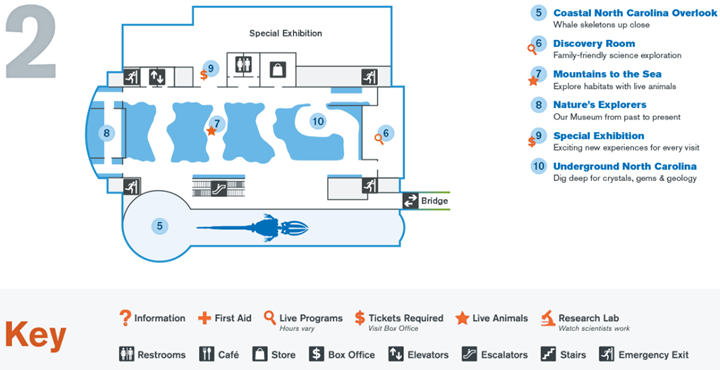 2
Special Exhibition
9
7
8
10
6
5
Bridge
5 Coastal North Carolina Overlook
Whale skeletons up close
6 Discovery Room
Family-friendly science exploration
7 Mountains to the Sea
Explore habitats with live animals
8 Nature's Explorers
Our Museum from past to present
9 Special Exhibition
Exciting new experiences for every visit
10 Underground North Carolina
Dig deep for crystals, gems & geology
Key
? Information
First Aid
Live Programs
Hours vary
$ Tickets Required
Visit Box Office
Live Animals
Research Lab
Watch scientists work
Restrooms
Café
Store
$ Box Office
Elevators
Escalators
Stairs
Emergency Exit